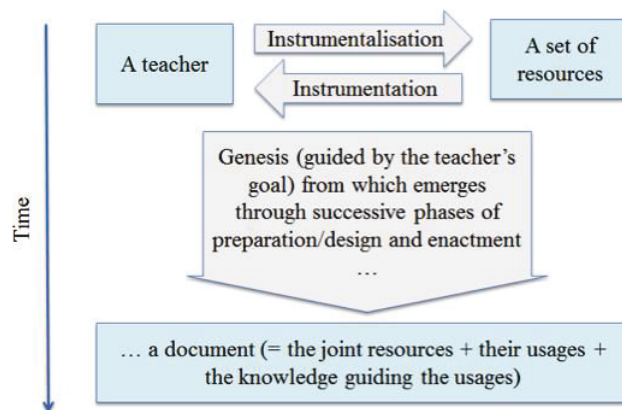 Instrumentalisation
A teacher
A set of
resources
Instrumentation
Genesis (guided by the teacher’s
goal) from which emerges
through successive phases of
preparation/design and enactment
…
Time
… a document (= the joint resources + their usages +
the knowledge guiding the usages)